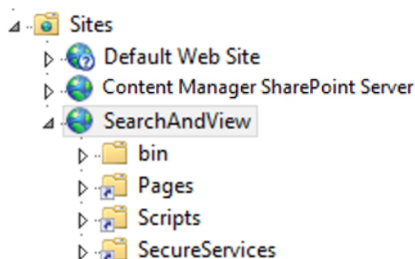 Sites
Default Web Site
Content Manager SharePoint Server
SearchAndView
bin
Pages
Scripts
SecureServices